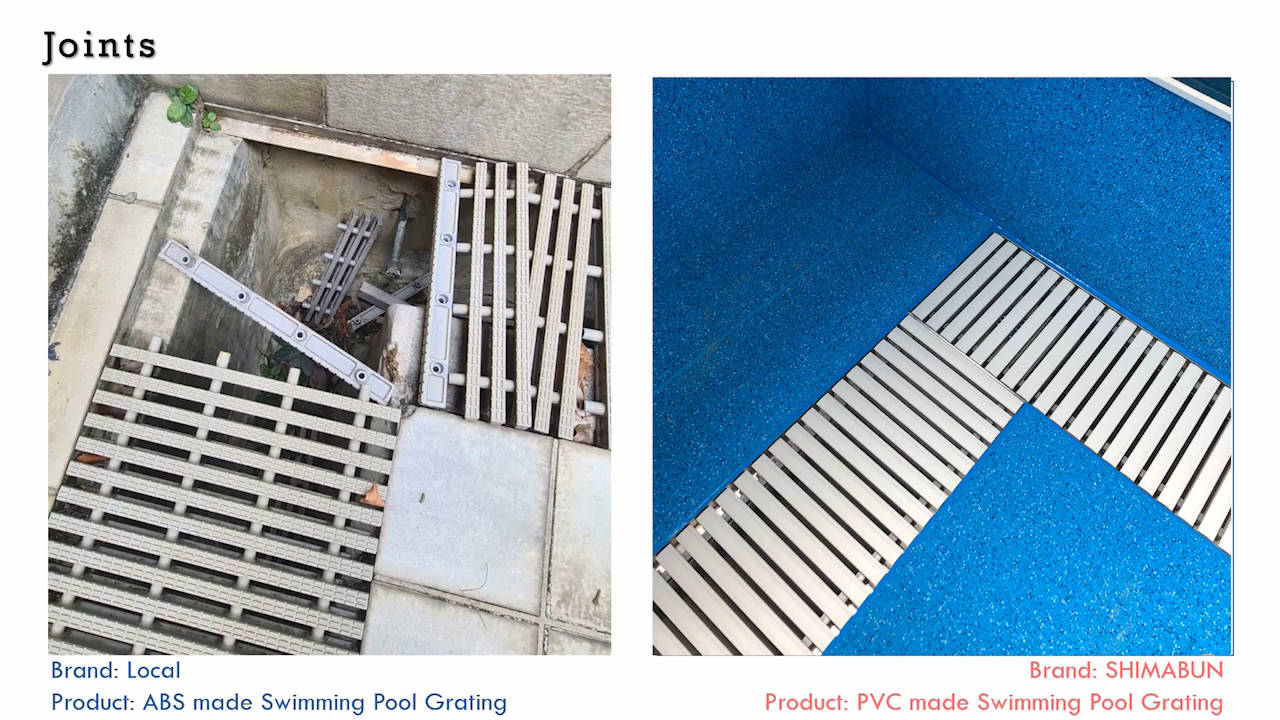 Joints
Brand: Local
Product: ABS made Swimming Pool Grating
Brand: SHIMABUN
Product: PVC made Swimming Pool Grating